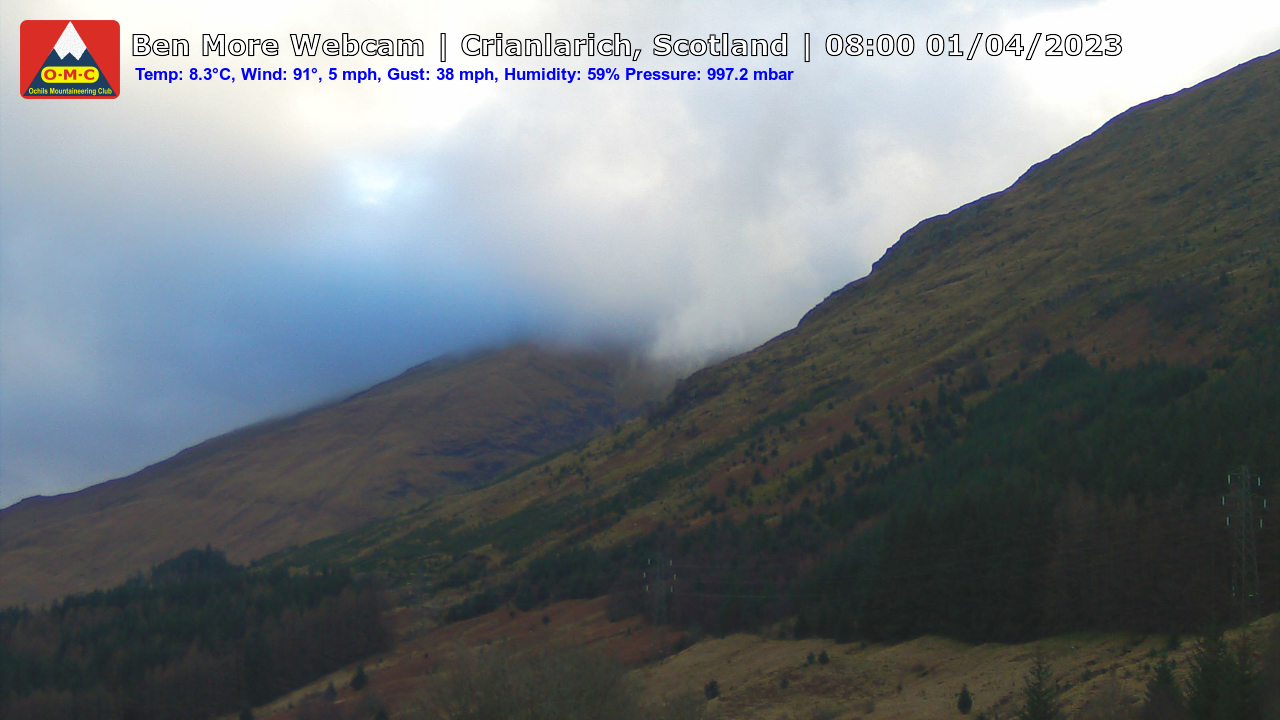 Ben More Webcam | Crianlarich, Scotland | 08:00 01/04/2023
Temp: 8.3°C, Wind: 91°, 5 mph, Gust: 38 mph, Humidity: 59% Pressure: 997.2 mbar
O-M-C
Ochils Mountaineering Club